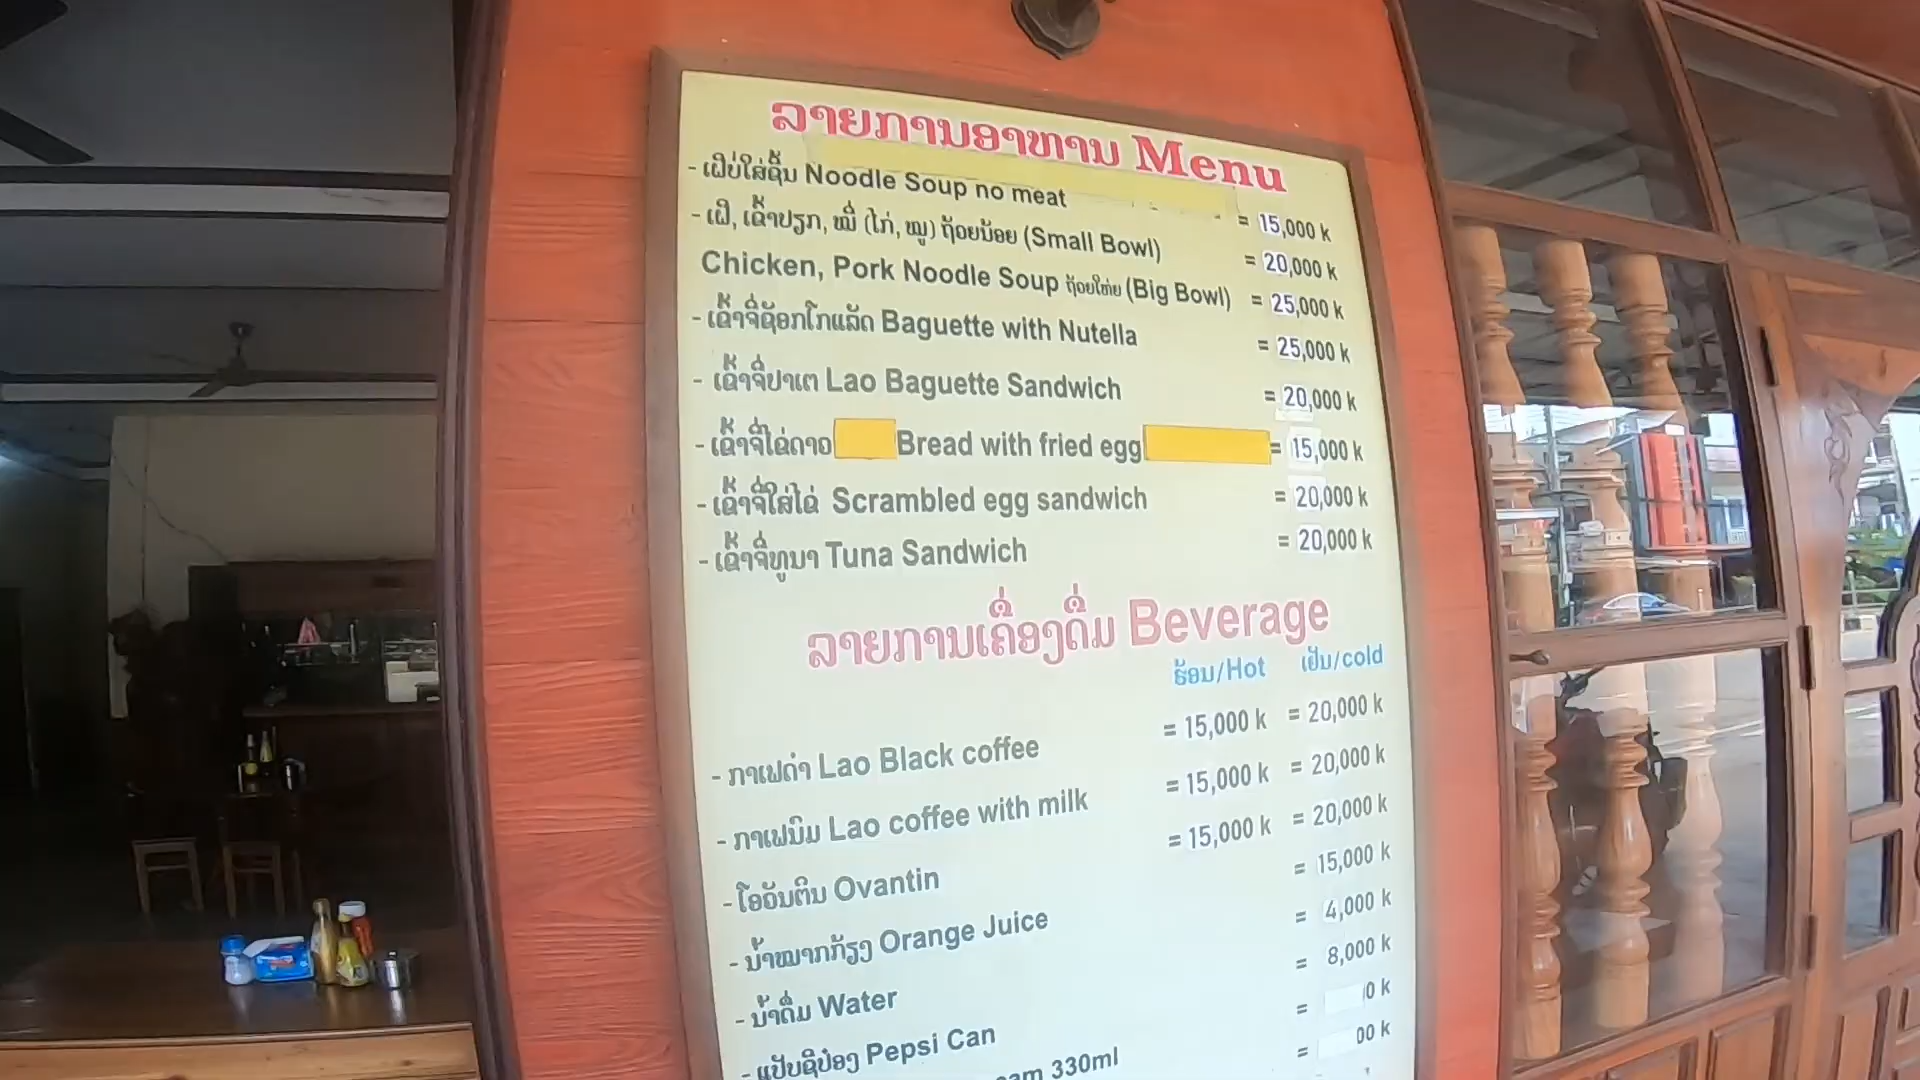 ລາຍການອາຫານ Menu
- ເຝີບໍ່ໃສ່ຊີ້ນ Noodle Soup no meat = 15,000 k
- ເຝີ, ເຂົ້າປຽກ, ໝີ່ (ໄກ່, ໝູ) ຖ້ວຍນ້ອຍ (Small Bowl) = 20,000 k
Chicken, Pork Noodle Soup ຖ້ວຍໃຫ່ຍ (Big Bowl) = 25,000 k
- ເຂົ້າຈີ່ຊັອກໂກແລັດ Baguette with Nutella = 25,000 k
- ເຂົ້າຈີ່ປາເຕ Lao Baguette Sandwich = 20,000 k
- ເຂົ້າຈີ່ໄຂ່ດາວ Bread with fried egg = 15,000 k
- ເຂົ້າຈີ່ໃສ່ໄຂ່ Scrambled egg sandwich = 20,000 k
- ເຂົ້າຈີ່ທູນາ Tuna Sandwich = 20,000 k
ລາຍການເຄື່ອງດື່ມ Beverage
ຮ້ອນ/Hot ເຢັນ/cold
- ກາເຟດຳ Lao Black coffee = 15,000 k = 20,000 k
- ກາເຟນົມ Lao coffee with milk = 15,000 k = 20,000 k
- ໂອວັນຕິນ Ovantin = 15,000 k = 20,000 k
- ນ້ຳໝາກກ້ຽງ Orange Juice = 15,000 k
- ນ້ຳດື່ມ Water = 4,000 k
- ແປັບຊີປ໋ອງ Pepsi Can = 8,000 k
330ml = 0 k
= 00 k